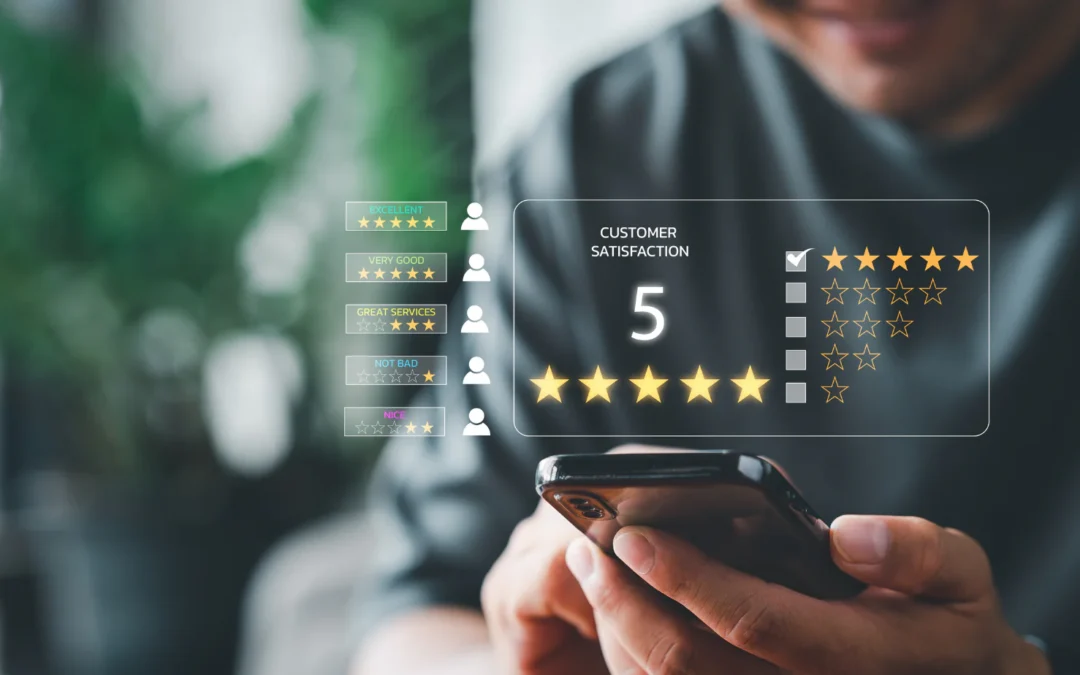 EXCELLENT
VERY GOOD
GREAT SERVICES
NOT BAD
NICE
CUSTOMER
SATISFACTION
5